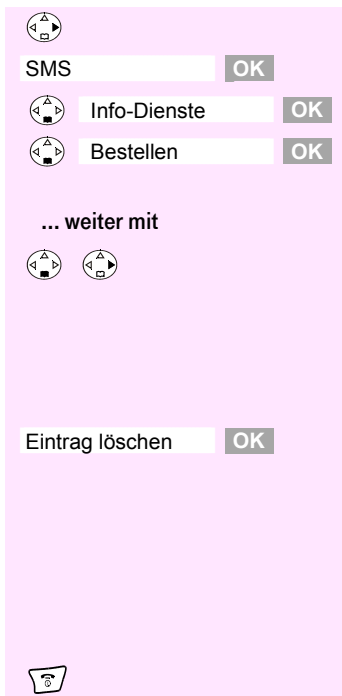 SMS OK
Info-Dienste OK
Bestellen OK
... weiter mit
Eintrag löschen OK